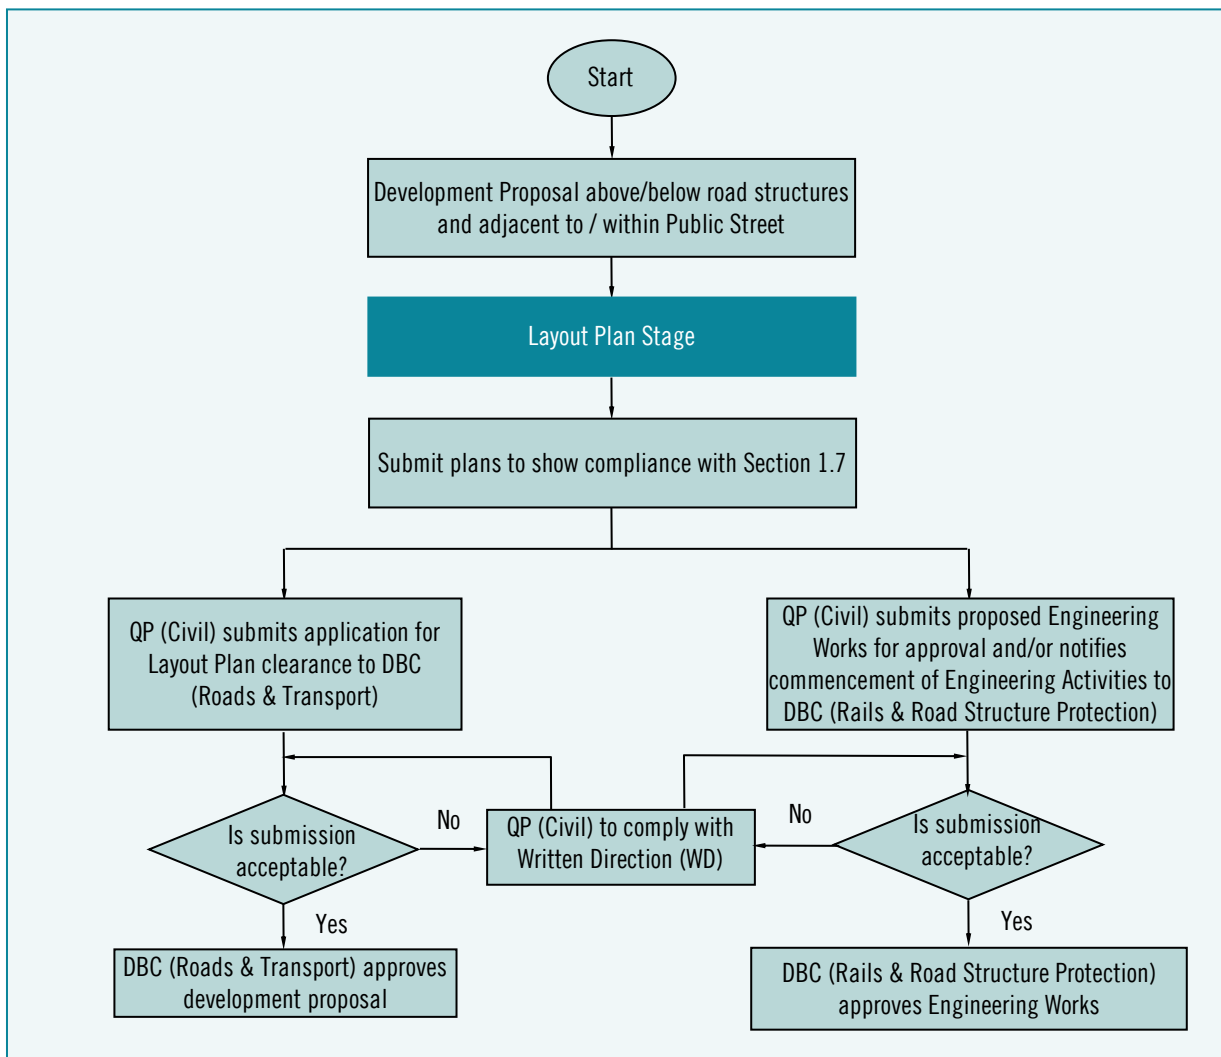 Start
Development Proposal above/below road structures
and adjacent to / within Public Street
Layout Plan Stage
Submit plans to show compliance with Section 1.7
QP (Civil) submits application for
Layout Plan clearance to DBC
(Roads & Transport)
QP (Civil) submits proposed Engineering
Works for approval and/or notifies
commencement of Engineering Activities to
DBC (Rails & Road Structure Protection)
Is submission
acceptable?
No
QP (Civil) to comply with
Written Direction (WD)
No
Is submission
acceptable?
Yes
Yes
DBC (Roads & Transport) approves
development proposal
DBC (Rails & Road Structure Protection)
approves Engineering Works